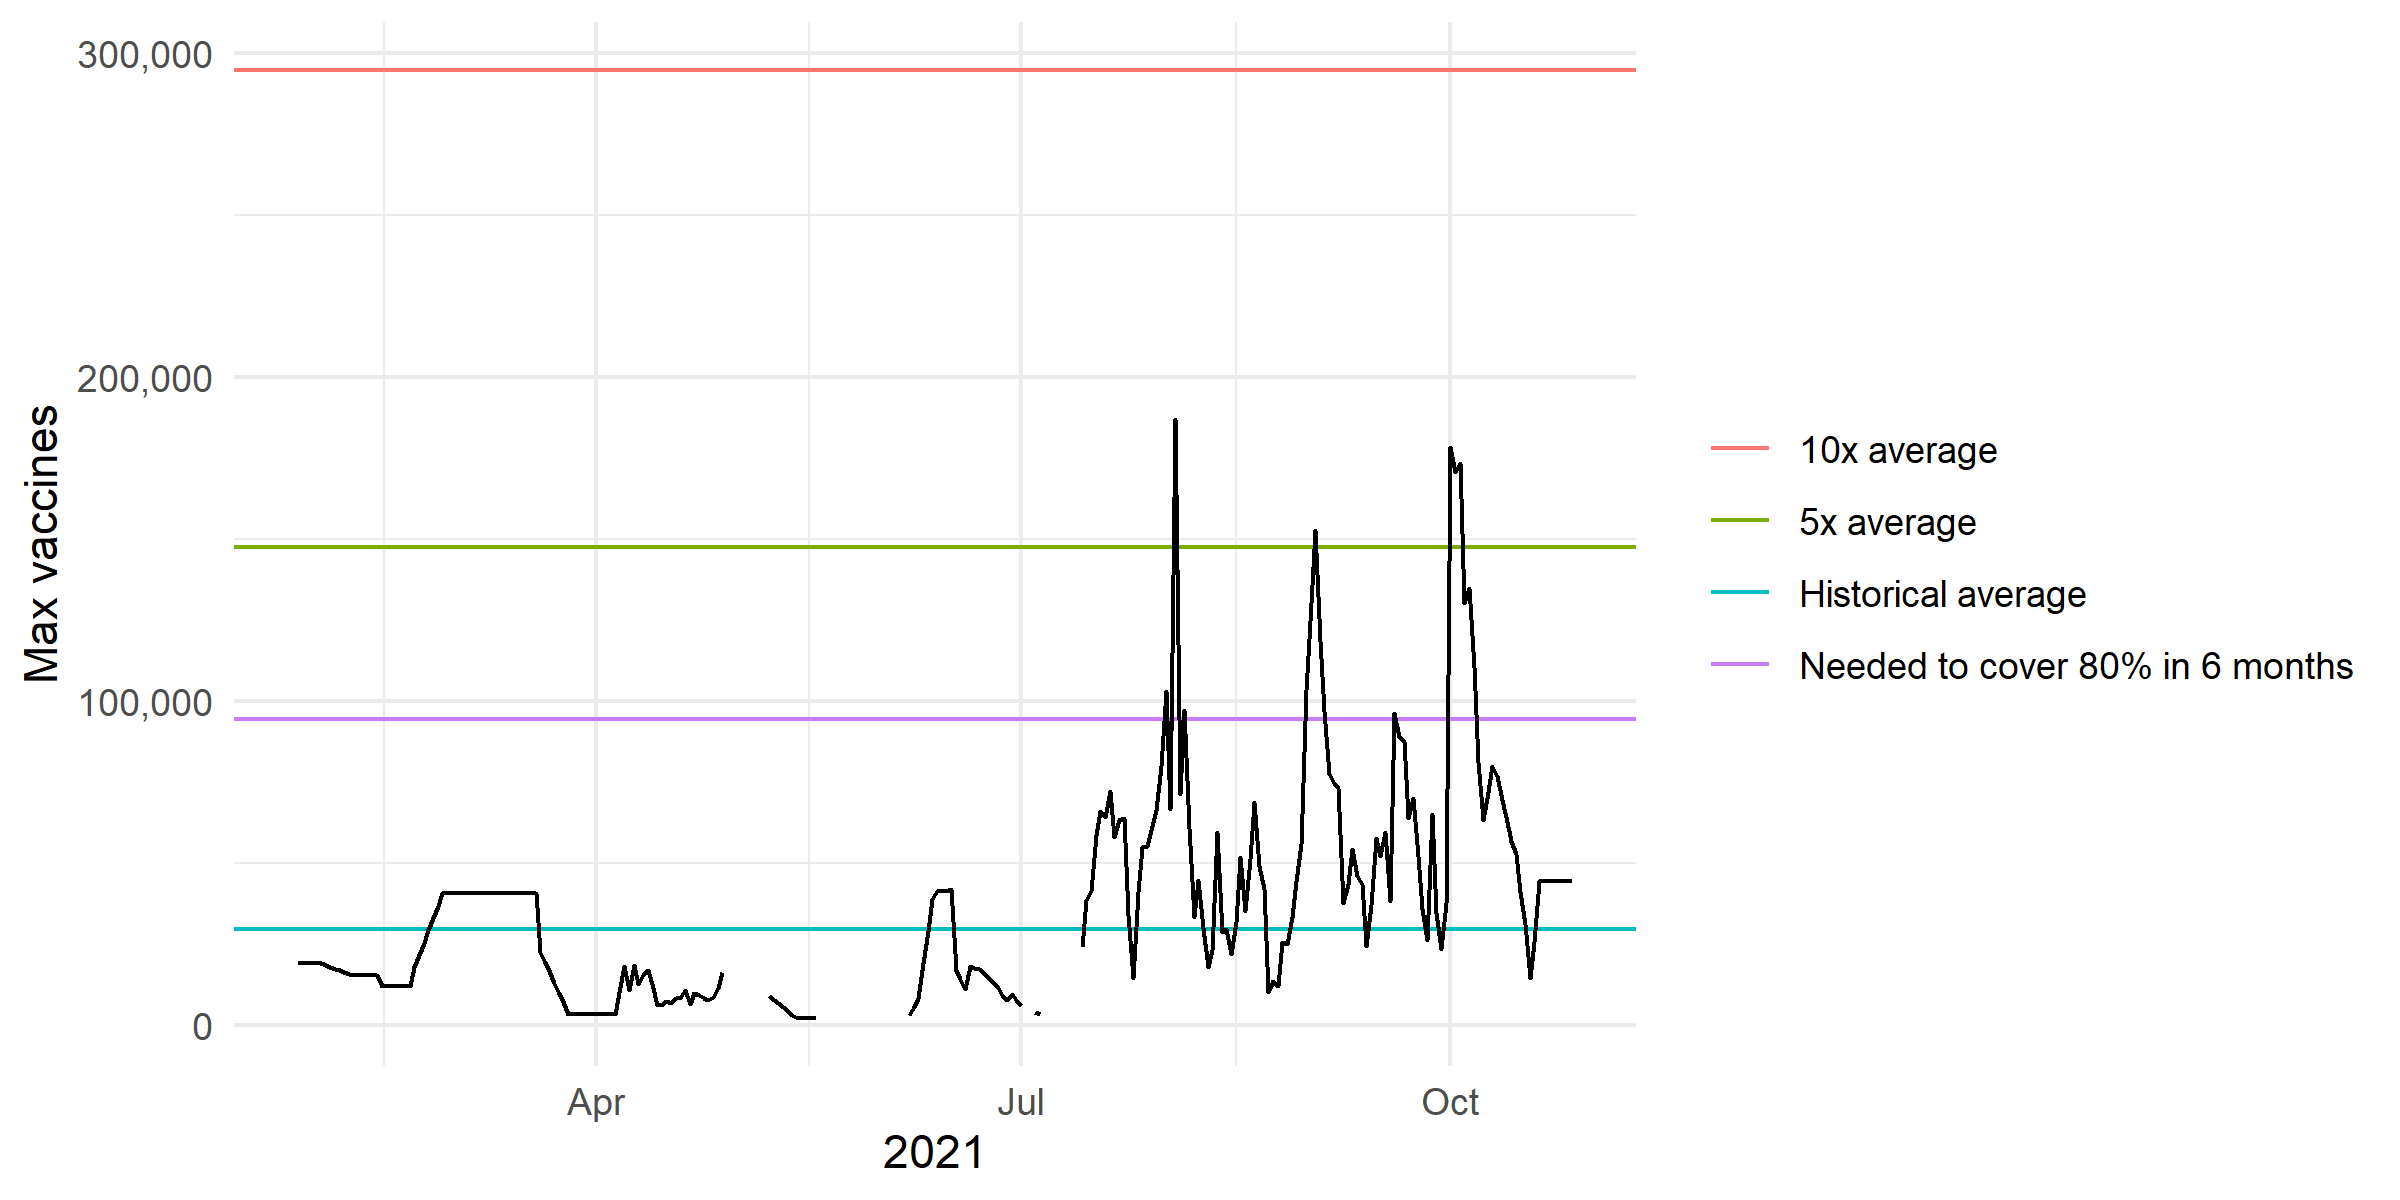 300,000
200,000
100,000
0
Max vaccines
Apr
Jul
Oct
2021
10x average
5x average
Historical average
Needed to cover 80% in 6 months